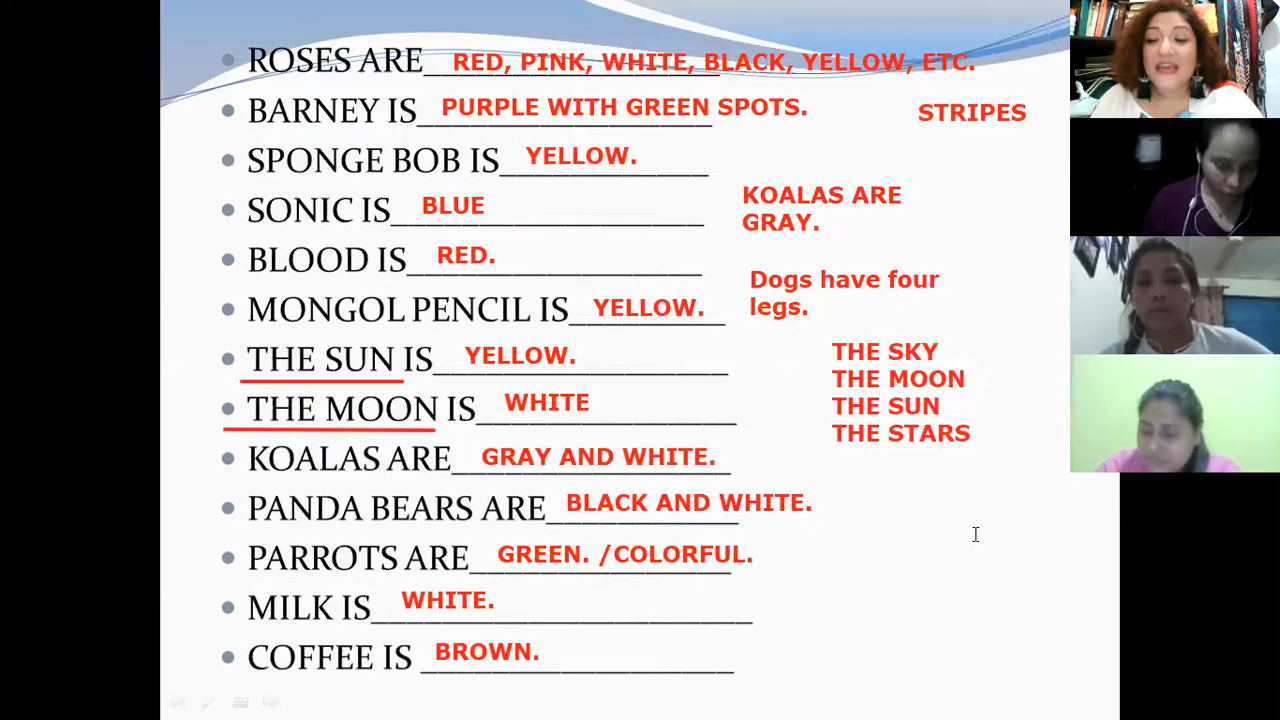 ROSES ARE RED, PINK, WHITE, BLACK, YELLOW, ETC.
BARNEY IS PURPLE WITH GREEN SPOTS.
STRIPES
SPONGE BOB IS YELLOW.
SONIC IS BLUE
KOALAS ARE
GRAY.
BLOOD IS RED.
Dogs have four
legs.
MONGOL PENCIL IS YELLOW.
THE SUN IS YELLOW.
THE SKY
THE MOON
THE SUN
THE STARS
THE MOON IS WHITE
KOALAS ARE GRAY AND WHITE.
PANDA BEARS ARE BLACK AND WHITE.
PARROTS ARE GREEN. /COLORFUL.
MILK IS WHITE.
COFFEE IS BROWN.